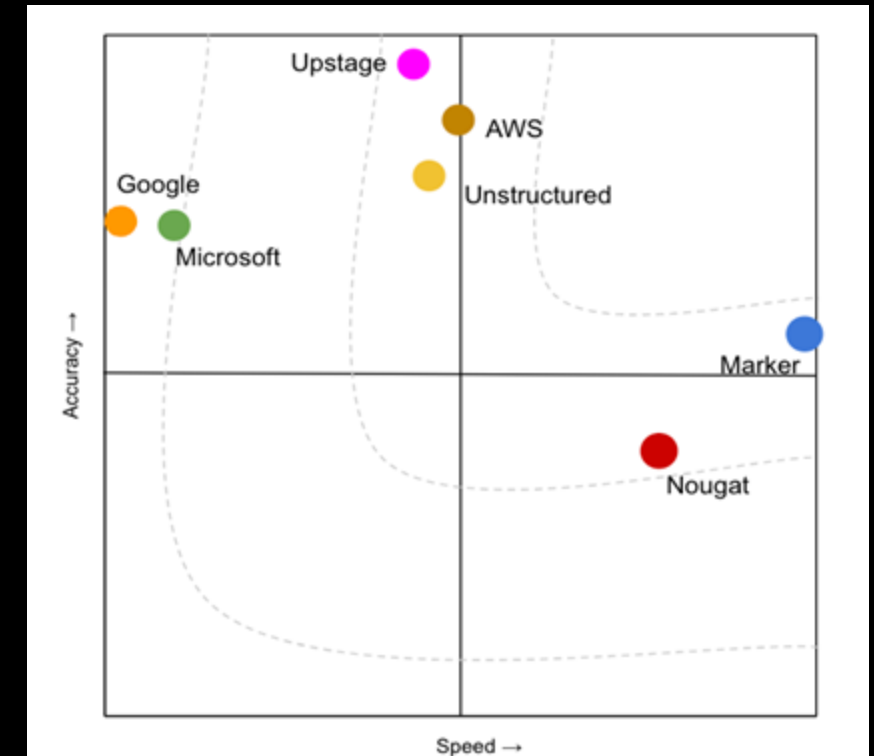 Upstage
AWS
Google
Unstructured
Microsoft
Accuracy →
Marker
Nougat
Speed →